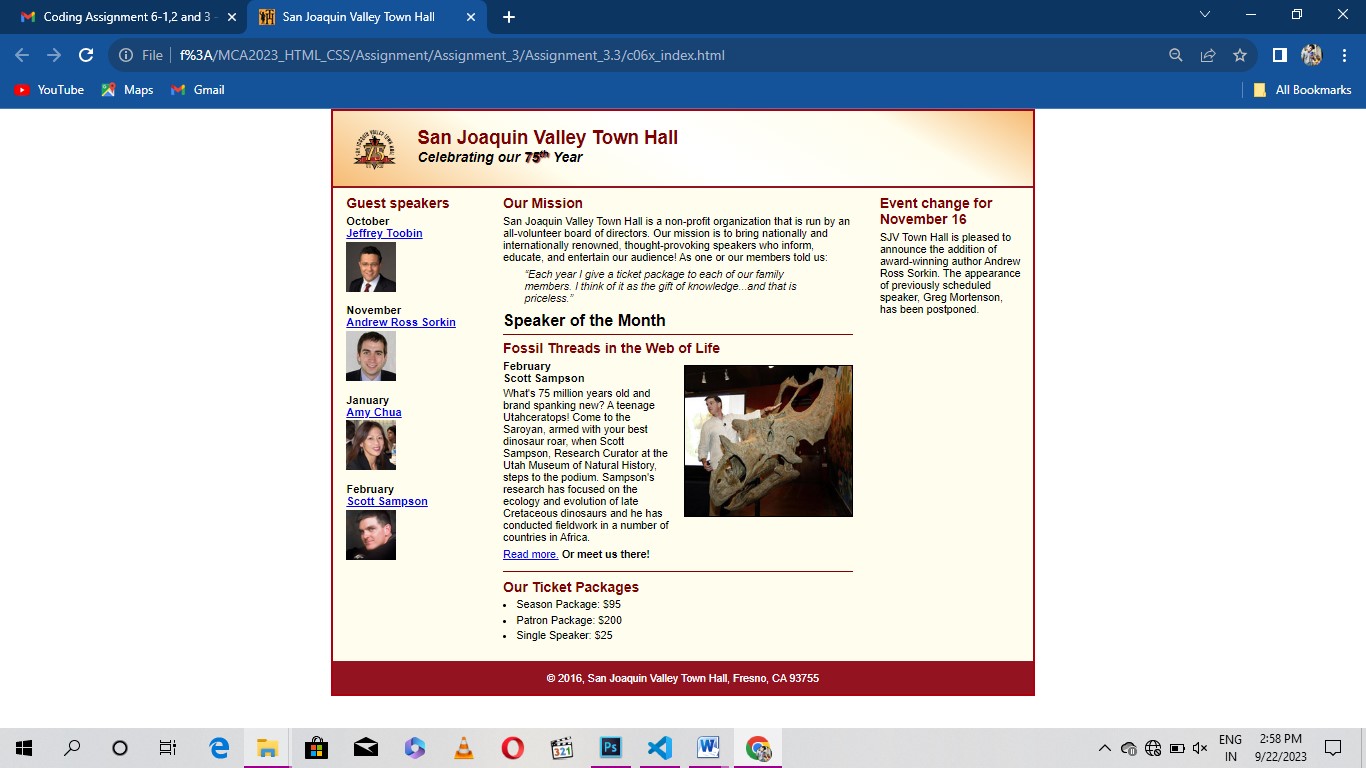 Coding Assignment 6-1,2 and 3 -
San Joaquin Valley Town Hall
File
f%3A/MCA2023_HTML_CSS/Assignment/Assignment_3/Assignment_3.3/c06x_index.html
YouTube
Maps
Gmail
All Bookmarks
San Joaquin Valley Town Hall
Celebrating our 75th Year
75
Guest speakers
October
Jeffrey Toobin
November
Andrew Ross Sorkin
January
Amy Chua
February
Scott Sampson
Our Mission
San Joaquin Valley Town Hall is a non-profit organization that is run by an
all-volunteer board of directors. Our mission is to bring nationally and
internationally renowned, thought-provoking speakers who inform,
educate, and entertain our audience! As one or our members told us:
“Each year I give a ticket package to each of our family
members. I think of it as the gift of knowledge...and that is
priceless.”
Speaker of the Month
Fossil Threads in the Web of Life
February
Scott Sampson
What's 75 million years old and
brand spanking new? A teenage
Utahceratops! Come to the
Saroyan, armed with your best
dinosaur roar, when Scott
Sampson, Research Curator at the
Utah Museum of Natural History,
steps to the podium. Sampson's
research has focused on the
ecology and evolution of late
Cretaceous dinosaurs and he has
conducted fieldwork in a number of
countries in Africa.
Read more. Or meet us there!
Our Ticket Packages
• Season Package: $95
• Patron Package: $200
• Single Speaker: $25
Event change for
November 16
SJV Town Hall is pleased to
announce the addition of
award-winning author Andrew
Ross Sorkin. The appearance
of previously scheduled
speaker, Greg Mortenson,
has been postponed.
© 2016, San Joaquin Valley Town Hall, Fresno, CA 93755
321
Ps
W
ENG
IN
2:58 PM
9/22/2023